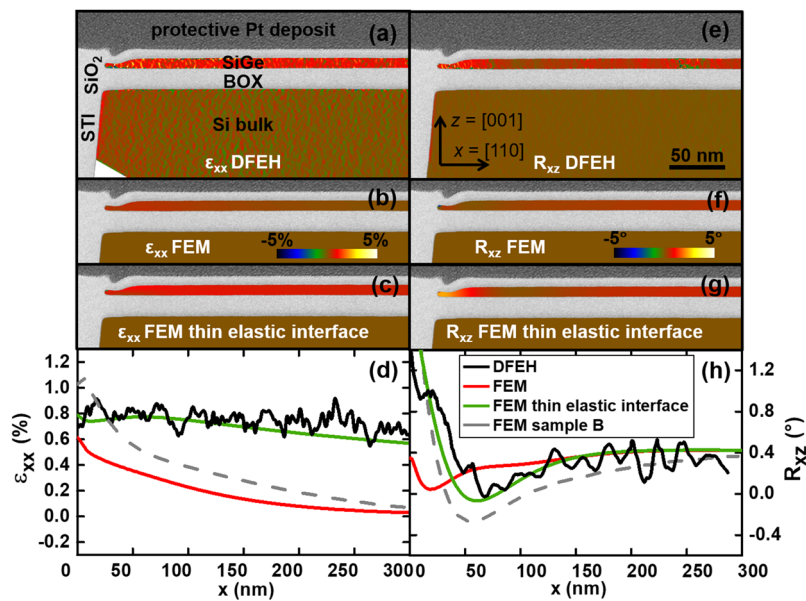 protective Pt deposit
(a)
SiGe
BOX
SiO2
STI
Si bulk
εxx DFEH
(e)
z = [001]
x = [110]
Rxz DFEH
50 nm
(b)
-5% 5%
εxx FEM
(f)
-5° 5°
Rxz FEM
(c)
εxx FEM thin elastic interface
(g)
Rxz FEM thin elastic interface
(d)
1.2
1.0
0.8
0.6
0.4
0.2
0.0
-0.2
εxx (%)
0 50 100 150 200 250 300
x (nm)
(h)
DFEH
FEM
FEM thin elastic interface
FEM sample B
1.2
0.8
0.4
0.0
-0.4
Rxz (°)
0 50 100 150 200 250 300
x (nm)